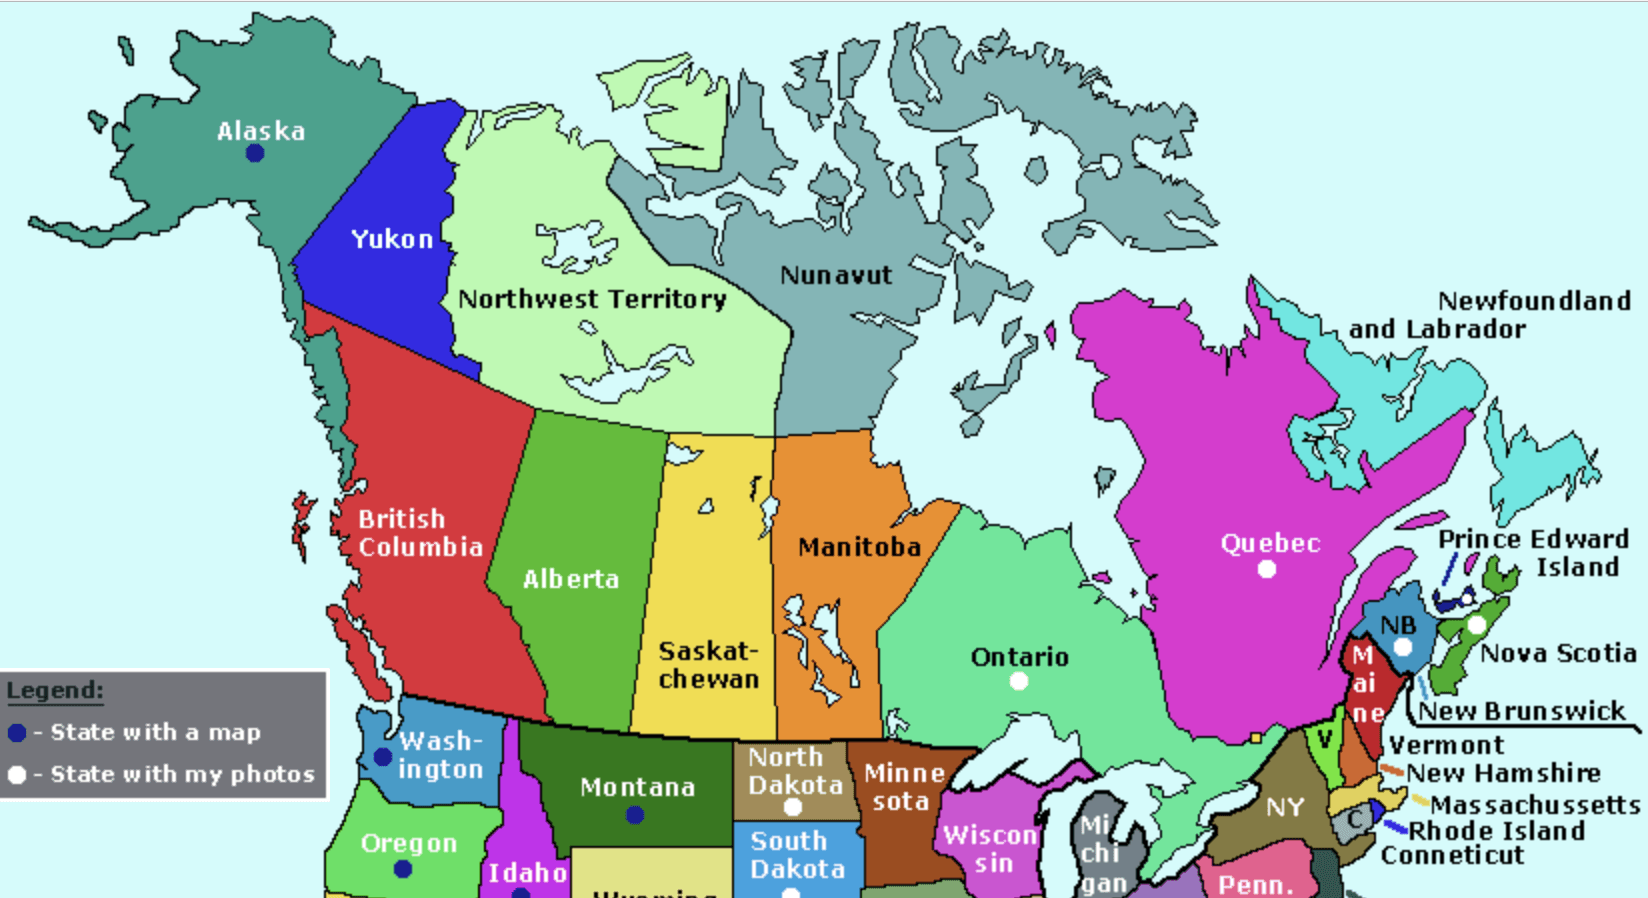 Alaska
Yukon
Northwest Territory
Nunavut
Newfoundland
and Labrador
British
Columbia
Alberta
Saskat-
chewan
Manitoba
Ontario
Quebec
Prince Edward
Island
NB
Nova Scotia
New Brunswick
M
ai
ne
V
Vermont
New Hamshire
Massachussetts
Rhode Island
C
Conneticut
Legend:
- State with a map
- State with my photos
Wash-
ington
Oregon
Idaho
Montana
Wyoming
North
Dakota
South
Dakota
Minne
sota
Wiscon
sin
Mi
chi
gan
NY
Penn.